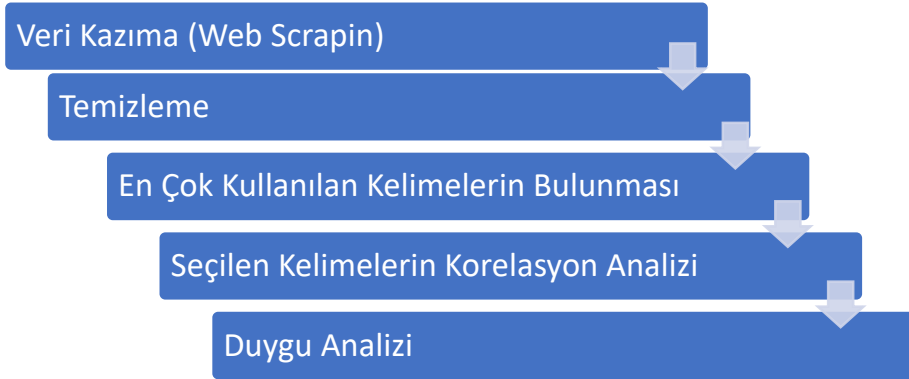 Veri Kazıma (Web Scrapin)
Temizleme
En Çok Kullanılan Kelimelerin Bulunması
Seçilen Kelimelerin Korelasyon Analizi
Duygu Analizi